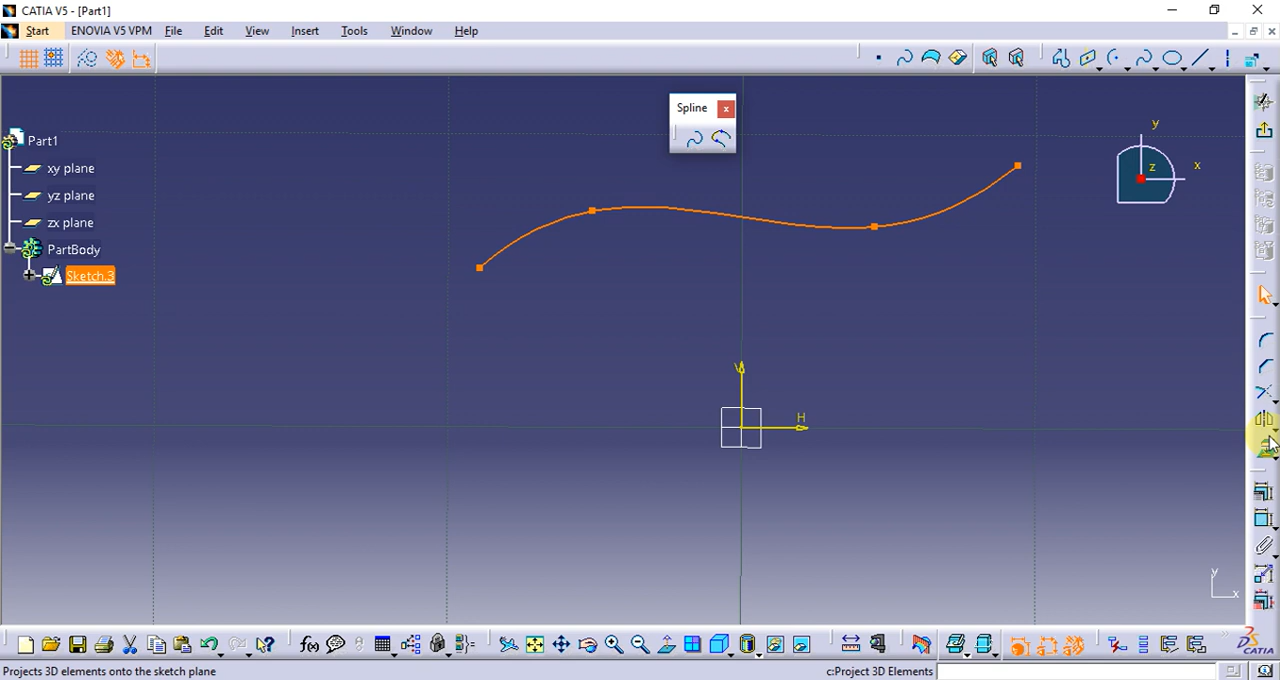 CATIA V5 - [Part1]
Start ENOVIA V5 VPM File Edit View Insert Tools Window Help
Spline
y
x
z
Part1
xy plane
yz plane
zx plane
PartBody
Sketch.3
V
H
y
x
f(x)
CATIA
Projects 3D elements onto the sketch plane
c:Project 3D Elements